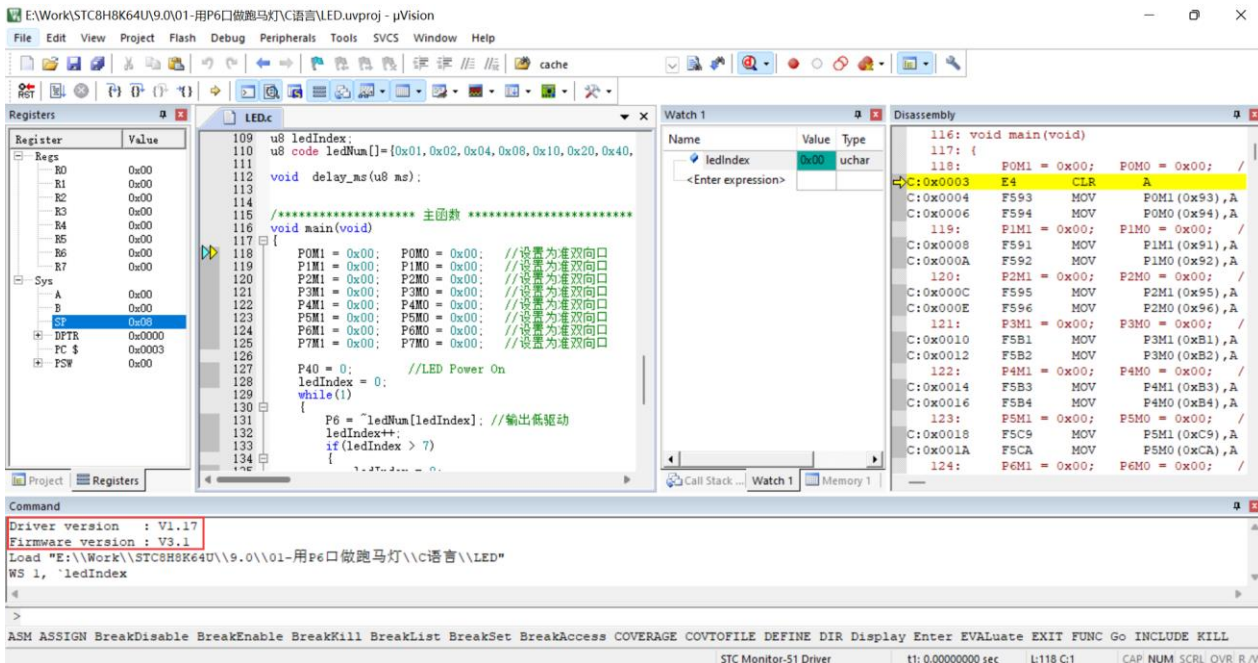 E:\Work\STC8H8K64U\9.0\01-用P6口做跑马灯\C语言\LED.uvproj - µVision
File Edit View Project Flash Debug Peripherals Tools SVCS Window Help
cache
RST
Registers
Register Value
Regs
R0 0x00
R1 0x00
R2 0x00
R3 0x00
R4 0x00
R5 0x00
R6 0x00
R7 0x00
Sys
A 0x00
B 0x00
SP 0x08
DPTR 0x0000
PC $ 0x0003
PSW 0x00
Project Registers
LED.c
109 u8 ledIndex;
110 u8 code ledNum[]={0x01,0x02,0x04,0x08,0x10,0x20,0x40,
111
112 void delay_ms(u8 ms);
113
114
115 /******************** 主函数 ************************
116 void main(void)
117 {
118 P0M1 = 0x00; P0M0 = 0x00; //设置为准双向口
119 P1M1 = 0x00; P1M0 = 0x00; //设置为准双向口
120 P2M1 = 0x00; P2M0 = 0x00; //设置为准双向口
121 P3M1 = 0x00; P3M0 = 0x00; //设置为准双向口
122 P4M1 = 0x00; P4M0 = 0x00; //设置为准双向口
123 P5M1 = 0x00; P5M0 = 0x00; //设置为准双向口
124 P6M1 = 0x00; P6M0 = 0x00; //设置为准双向口
125 P7M1 = 0x00; P7M0 = 0x00; //设置为准双向口
126
127 P40 = 0; //LED Power On
128 ledIndex = 0;
129 while(1)
130 {
131 P6 = ~ledNum[ledIndex]; //输出低驱动
132 ledIndex++;
133 if(ledIndex > 7)
134 {
Watch 1
Name Value Type
ledIndex 0x00 uchar
<Enter expression>
Call Stack ... Watch 1 Memory 1
Disassembly
116: void main(void)
117: {
118: P0M1 = 0x00; P0M0 = 0x00; /
C:0x0003 E4 CLR A
C:0x0004 F593 MOV P0M1(0x93),A
C:0x0006 F594 MOV P0M0(0x94),A
119: P1M1 = 0x00; P1M0 = 0x00; /
C:0x0008 F591 MOV P1M1(0x91),A
C:0x000A F592 MOV P1M0(0x92),A
120: P2M1 = 0x00; P2M0 = 0x00; /
C:0x000C F595 MOV P2M1(0x95),A
C:0x000E F596 MOV P2M0(0x96),A
121: P3M1 = 0x00; P3M0 = 0x00; /
C:0x0010 F5B1 MOV P3M1(0xB1),A
C:0x0012 F5B2 MOV P3M0(0xB2),A
122: P4M1 = 0x00; P4M0 = 0x00; /
C:0x0014 F5B3 MOV P4M1(0xB3),A
C:0x0016 F5B4 MOV P4M0(0xB4),A
123: P5M1 = 0x00; P5M0 = 0x00; /
C:0x0018 F5C9 MOV P5M1(0xC9),A
C:0x001A F5CA MOV P5M0(0xCA),A
124: P6M1 = 0x00; P6M0 = 0x00; /
Command
Driver version : V1.17
Firmware version : V3.1
Load "E:\\Work\\STC8H8K64U\\9.0\\01-用P6口做跑马灯\\C语言\\LED"
WS 1, `ledIndex
>
ASM ASSIGN BreakDisable BreakEnable BreakKill BreakList BreakSet BreakAccess COVERAGE COVTOFILE DEFINE DIR Display Enter EVALuate EXIT FUNC Go INCLUDE KILL
STC Monitor-51 Driver t1: 0.00000000 sec L:118 C:1 CAP NUM SCRL OVR R/W